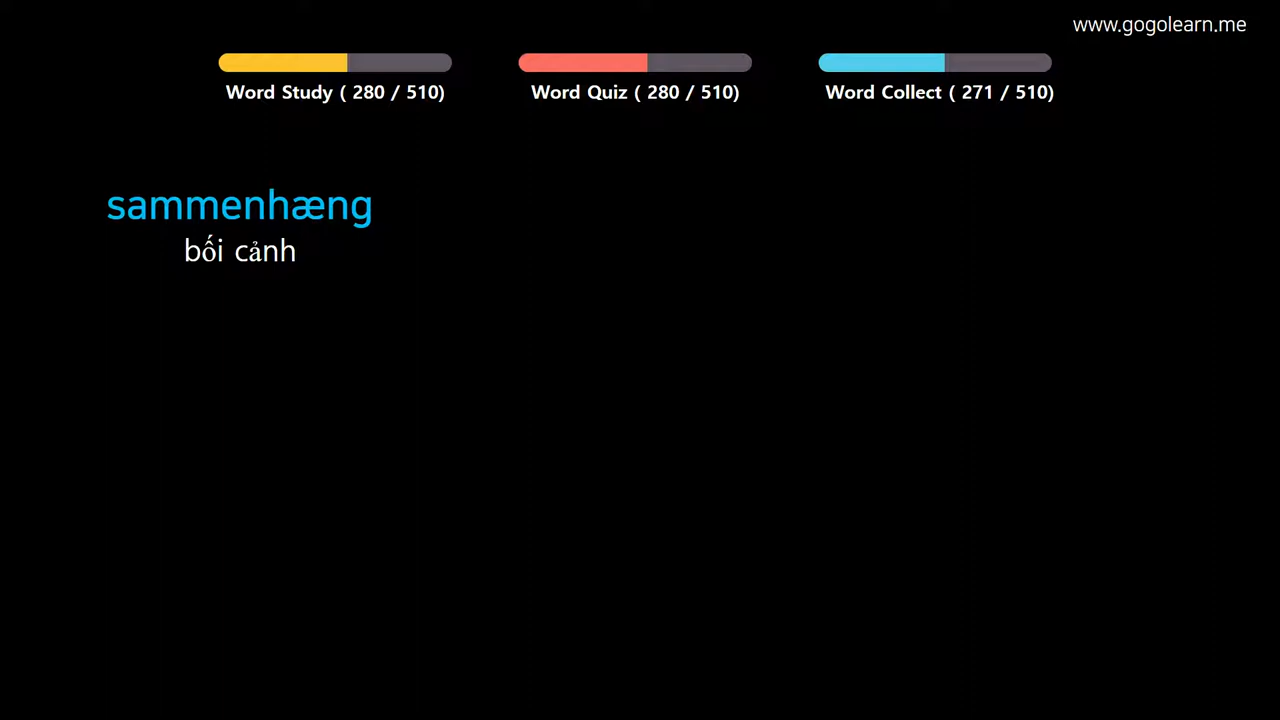 www.gogolearn.me
Word Study ( 280 / 510)
Word Quiz ( 280 / 510)
Word Collect ( 271 / 510)
sammenhæng
bối cảnh